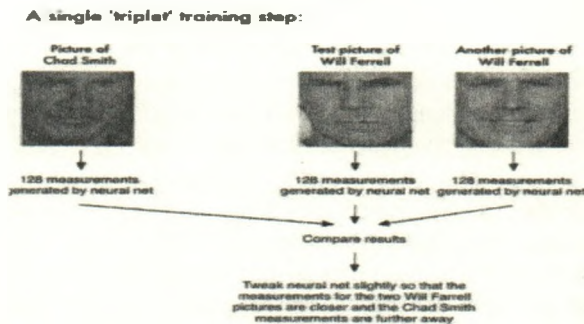 A single 'triplet' training step:
Picture of
Chad Smith
Test picture of
Will Ferrell
Another picture of
Will Ferrell
128 measurements
generated by neural net
128 measurements
generated by neural net
128 measurements
generated by neural net
Compare results
Tweak neural net slightly so that the
measurements for the two Will Farrell
pictures are closer and the Chad Smith
measurements are further away